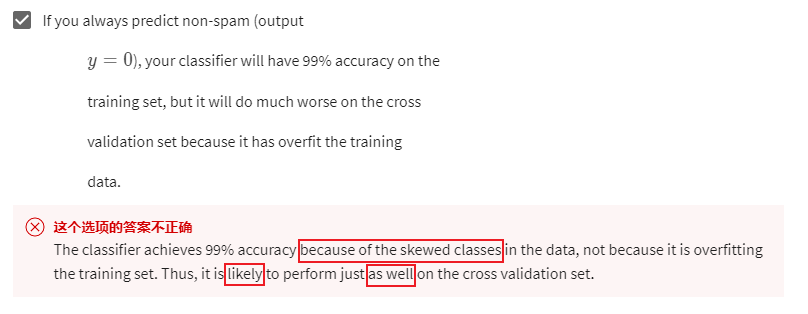 If you always predict non-spam (output
y = 0), your classifier will have 99% accuracy on the
training set, but it will do much worse on the cross
validation set because it has overfit the training
data.
这个选项的答案不正确
The classifier achieves 99% accuracy because of the skewed classes in the data, not because it is overfitting
the training set. Thus, it is likely to perform just as well on the cross validation set.